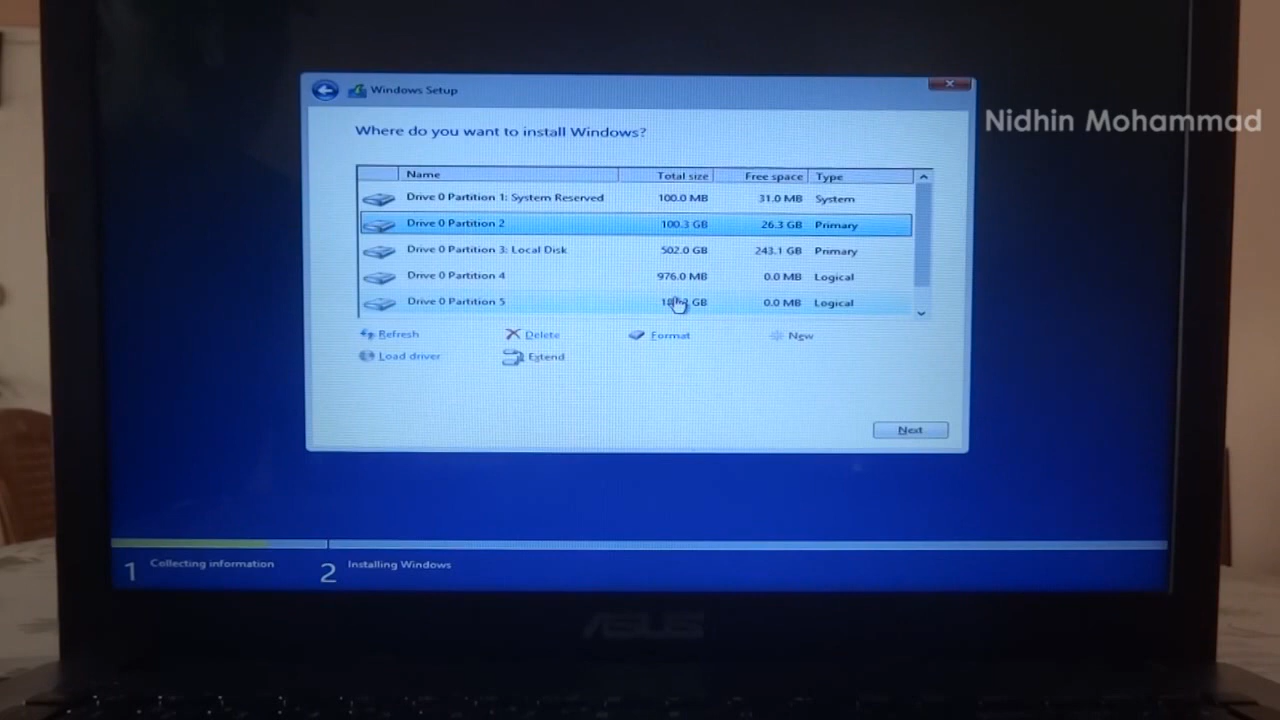 Windows Setup
Nidhin Mohammad
Where do you want to install Windows?
Name Total size Free space Type
Drive 0 Partition 1: System Reserved 100.0 MB 31.0 MB System
Drive 0 Partition 2 100.3 GB 26.3 GB Primary
Drive 0 Partition 3: Local Disk 502.0 GB 243.1 GB Primary
Drive 0 Partition 4 976.0 MB 0.0 MB Logical
Drive 0 Partition 5 GB 0.0 MB Logical
Refresh Delete Format New
Load driver Extend
Next
1 Collecting information 2 Installing Windows
ASUS